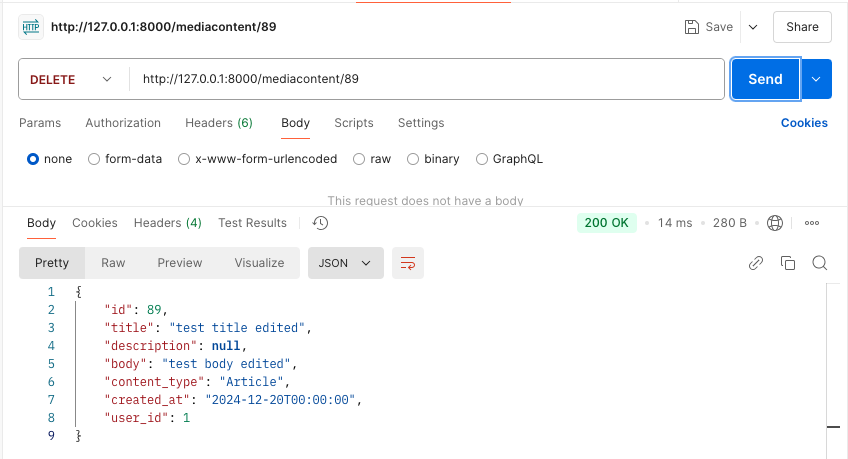 HTTP http://127.0.0.1:8000/mediacontent/89 Save Share
DELETE http://127.0.0.1:8000/mediacontent/89 Send
Params Authorization Headers (6) Body Scripts Settings Cookies
none form-data x-www-form-urlencoded raw binary GraphQL
This request does not have a body
Body Cookies Headers (4) Test Results 200 OK • 14 ms • 280 B •
Pretty Raw Preview Visualize JSON
1 {
2 "id": 89,
3 "title": "test title edited",
4 "description": null,
5 "body": "test body edited",
6 "content_type": "Article",
7 "created_at": "2024-12-20T00:00:00",
8 "user_id": 1
9 }